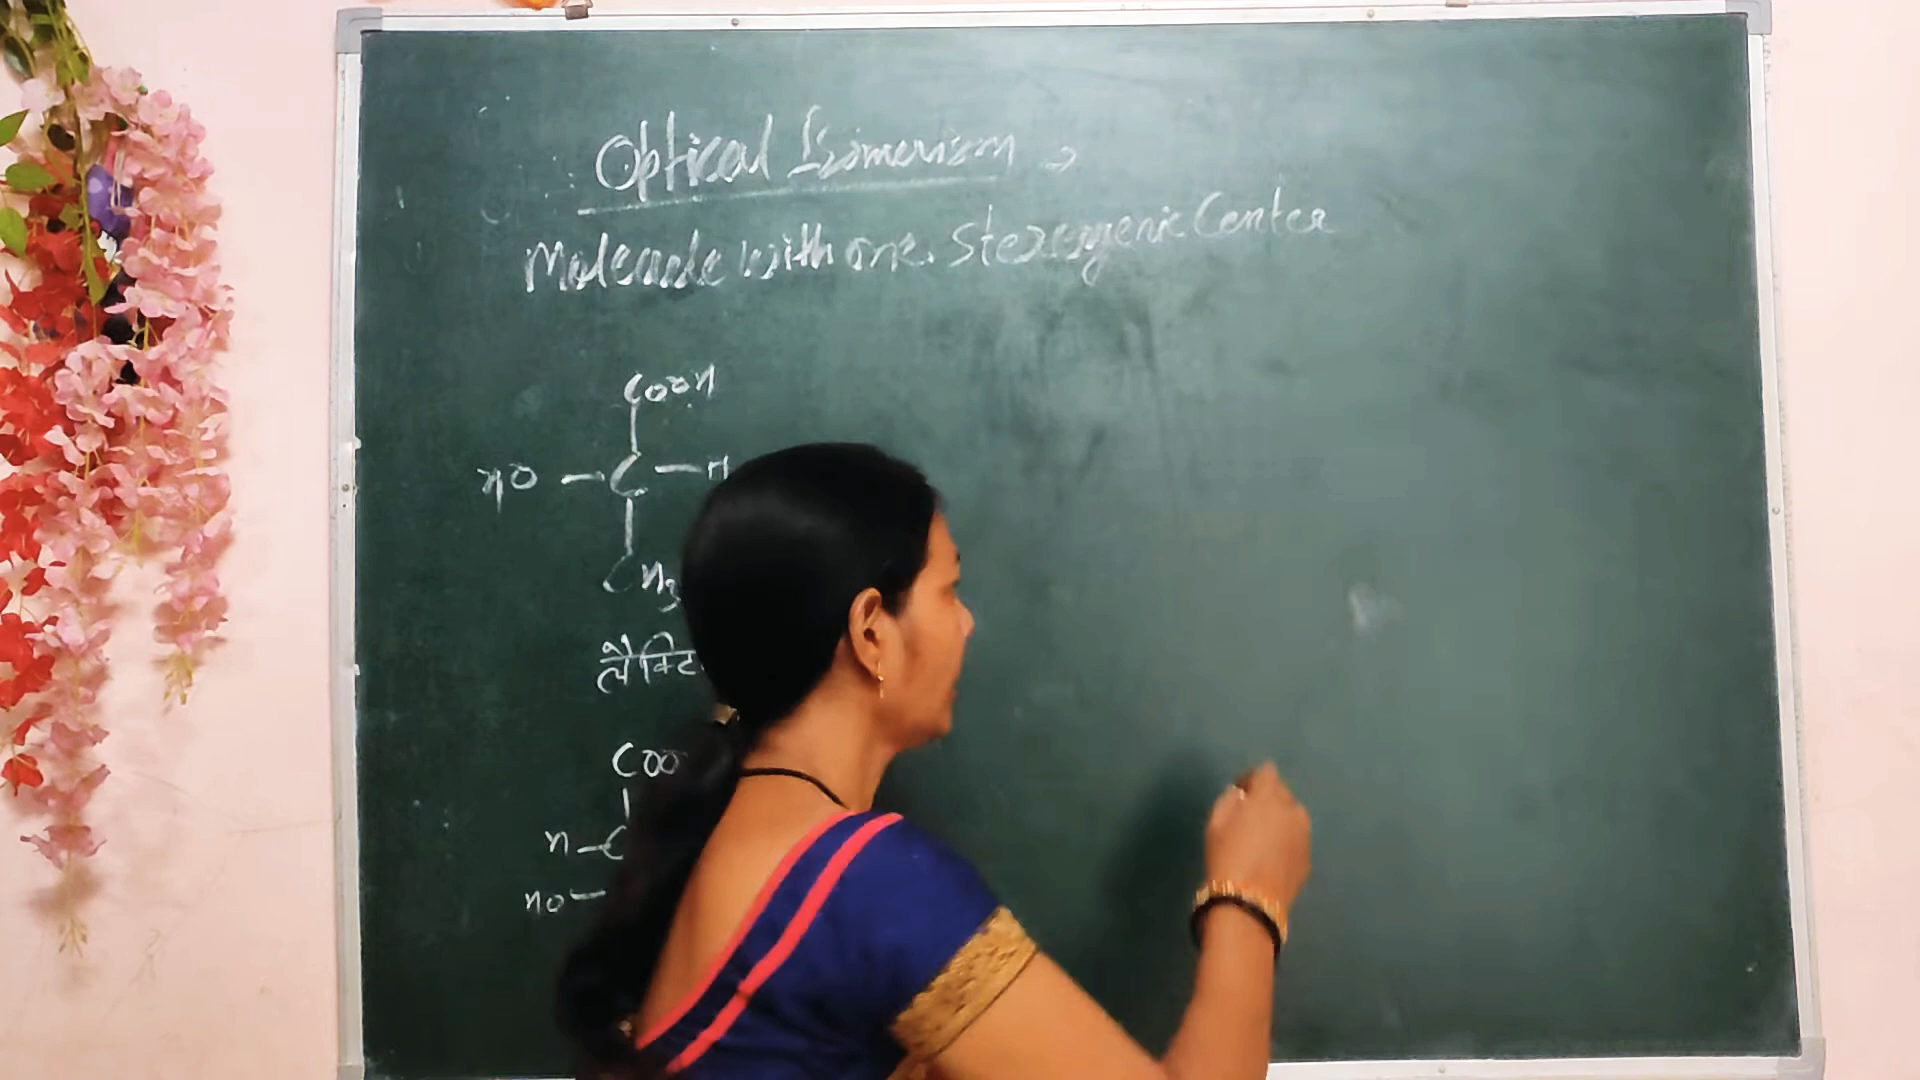 Optical Isomerism →
Molecule with one Stereogenic Center
COOH
HO - C - H
CH3
लैक्टि
COO
H - C
HO -